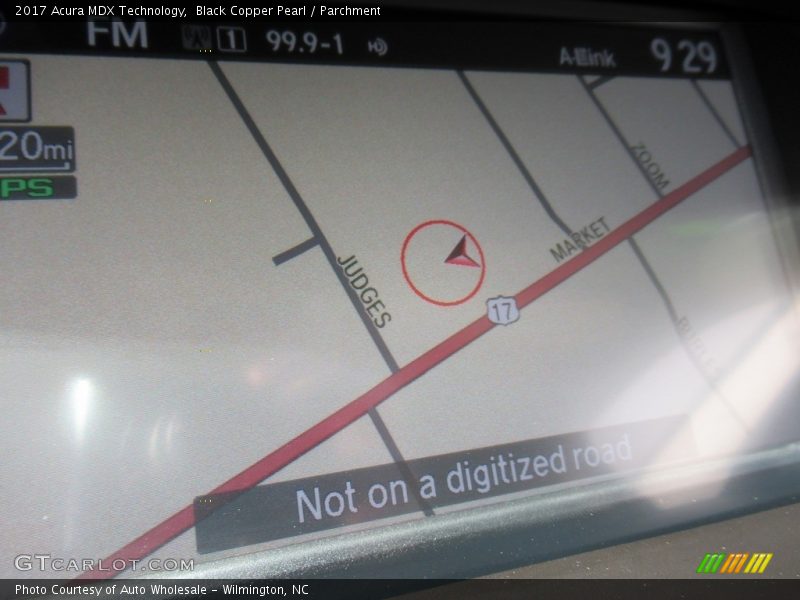 2017 Acura MDX Technology,  Black Copper Pearl / Parchment
FM 1 99.9-1 A-Link 9 29
20mi
PS
ZOOM
MARKET
JUDGES
17
Not on a digitized road
GTcarlot.com
Photo Courtesy of Auto Wholesale - Wilmington, NC